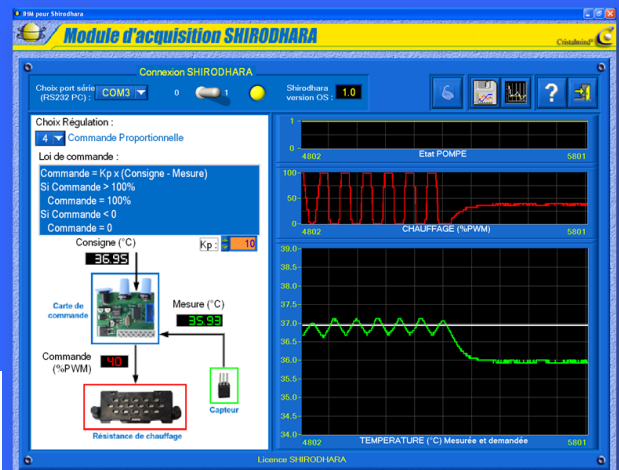 IHM pour Shirodhara
Module d'acquisition SHIRODHARA
Cristalmind
Connexion SHIRODHARA
Choix port série (RS232 PC) :
COM3
0
1
Shirodhara version OS :
1.0
?
Choix Régulation :
4
Commande Proportionnelle
Loi de commande :
Commande = Kp x (Consigne - Mesure)
Si Commande > 100%
Commande = 100%
Si Commande < 0
Commande = 0
Consigne (°C)
36.95
Kp :
10
Carte de commande
Mesure (°C)
35.93
Commande (%PWM)
40
Capteur
Résistance de chauffage
1
0
4802
Etat POMPE
5801
100
50
0
4802
CHAUFFAGE (%PWM)
5801
39.0
38.5
38.0
37.5
37.0
36.5
36.0
35.5
35.0
34.5
34.0
4802
TEMPERATURE (°C) Mesurée et demandée
5801
Licence SHIRODHARA